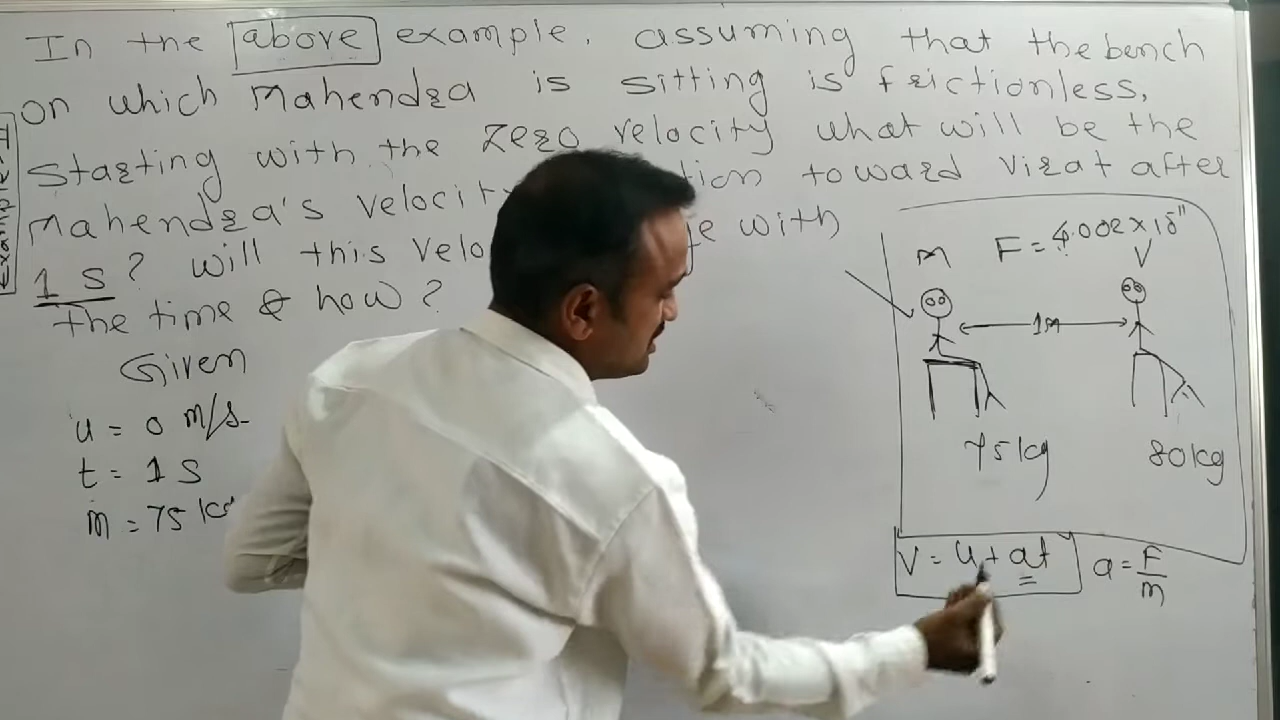 In the above example, assuming that the bench
on which Mahendra is sitting is frictionless,
starting with the zero velocity what will be the
Mahendra's velocity tion toward Virat after
1 s? will this velo e with
the time & how?
Example-II
Given
u = 0 m/s
t = 1 s
m = 75 kg
F = 4.002 × 10
M V
1m
75 kg 80 kg
V = u + at a = F/m